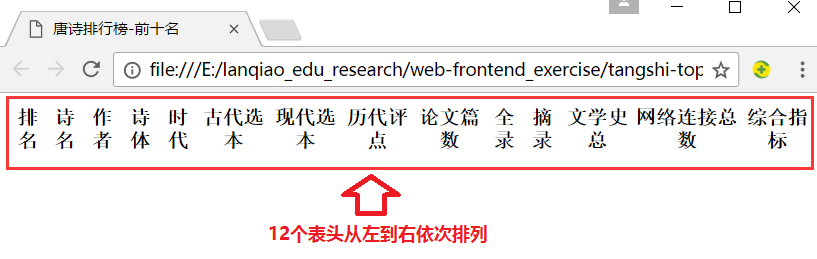 唐诗排行榜-前十名
file:///E:/lanqiao_edu_research/web-frontend_exercise/tangshi-top
排 诗 作 诗 时 古代选 现代选 历代评 论文篇 全 摘 文学史 网络连接总 综合指
名 名 者 体 代 本 本 点 数 录 录 总 数 标
12个表头从左到右依次排列